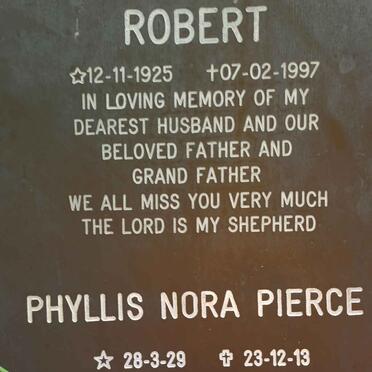 ROBERT
☆12-11-1925 ✝07-02-1997
IN LOVING MEMORY OF MY
DEAREST HUSBAND AND OUR
BELOVED FATHER AND
GRAND FATHER
WE ALL MISS YOU VERY MUCH
THE LORD IS MY SHEPHERD
PHYLLIS NORA PIERCE
☆ 28-3-29 ✝ 23-12-13